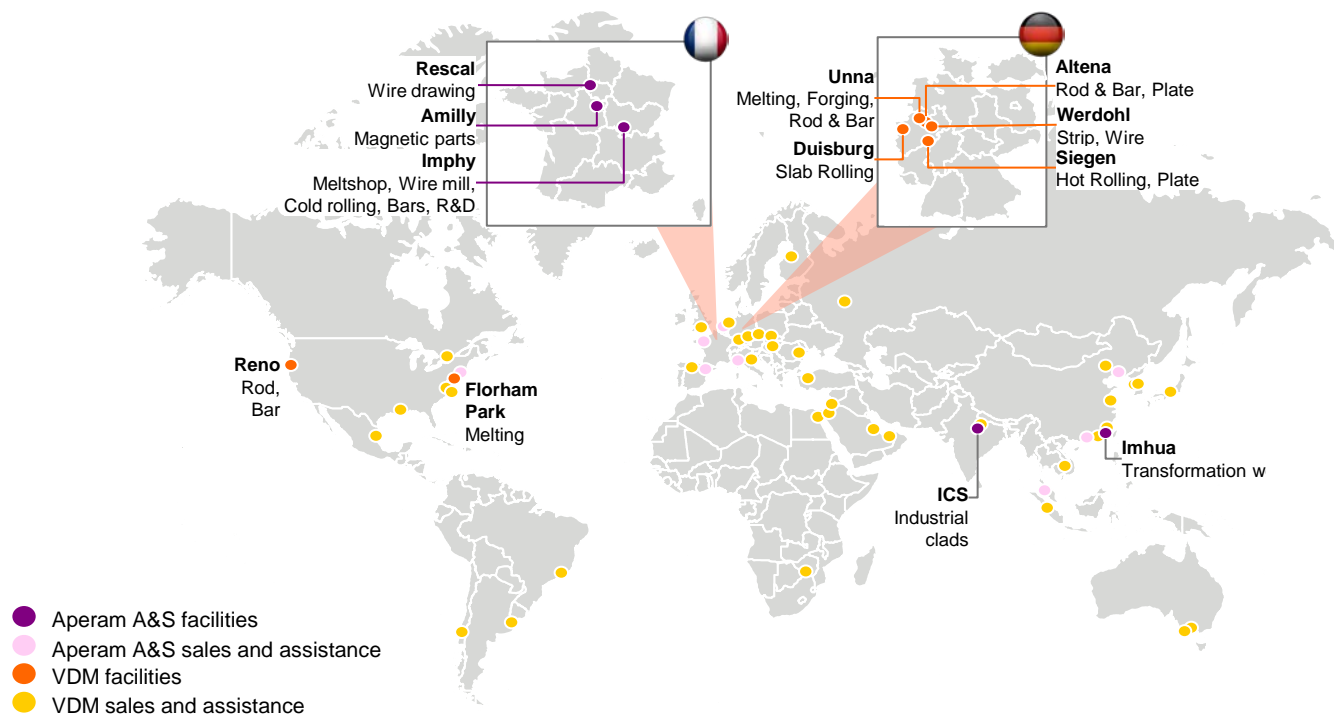 Rescal
Wire drawing
Amilly
Magnetic parts
Imphy
Meltshop, Wire mill,
Cold rolling, Bars, R&D
Unna
Melting, Forging,
Rod & Bar
Duisburg
Slab Rolling
Altena
Rod & Bar, Plate
Werdohl
Strip, Wire
Siegen
Hot Rolling, Plate
Reno
Rod,
Bar
Florham
Park
Melting
ICS
Industrial
clads
Imhua
Transformation w
Aperam A&S facilities
Aperam A&S sales and assistance
VDM facilities
VDM sales and assistance